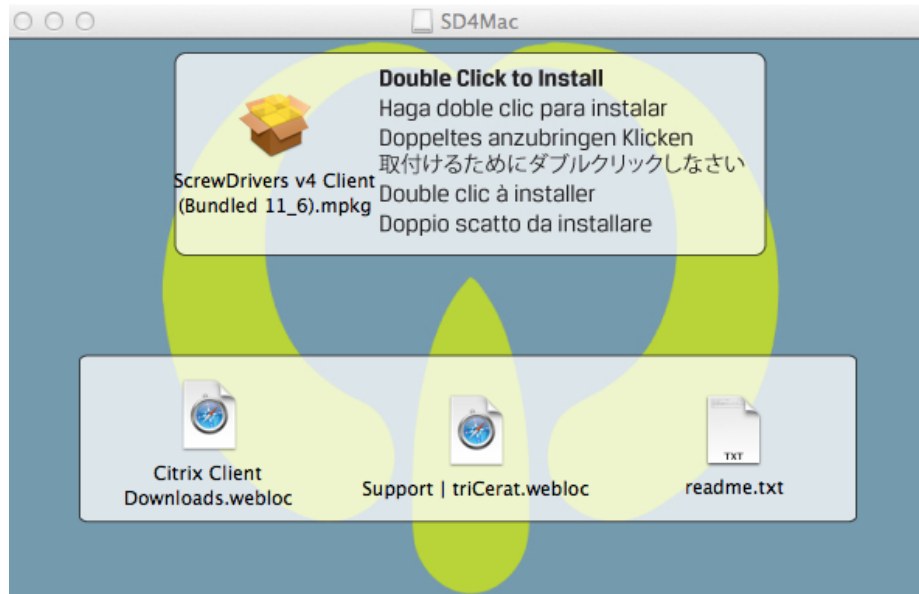 SD4Mac
Double Click to Install
Haga doble clic para instalar
Doppeltes anzubringen Klicken
取付けるためにダブルクリックしなさい
Double clic à installer
Doppio scatto da installare
ScrewDrivers v4 Client
(Bundled 11_6).mpkg
Citrix Client
Downloads.webloc
Support | triCerat.webloc
TXT
readme.txt